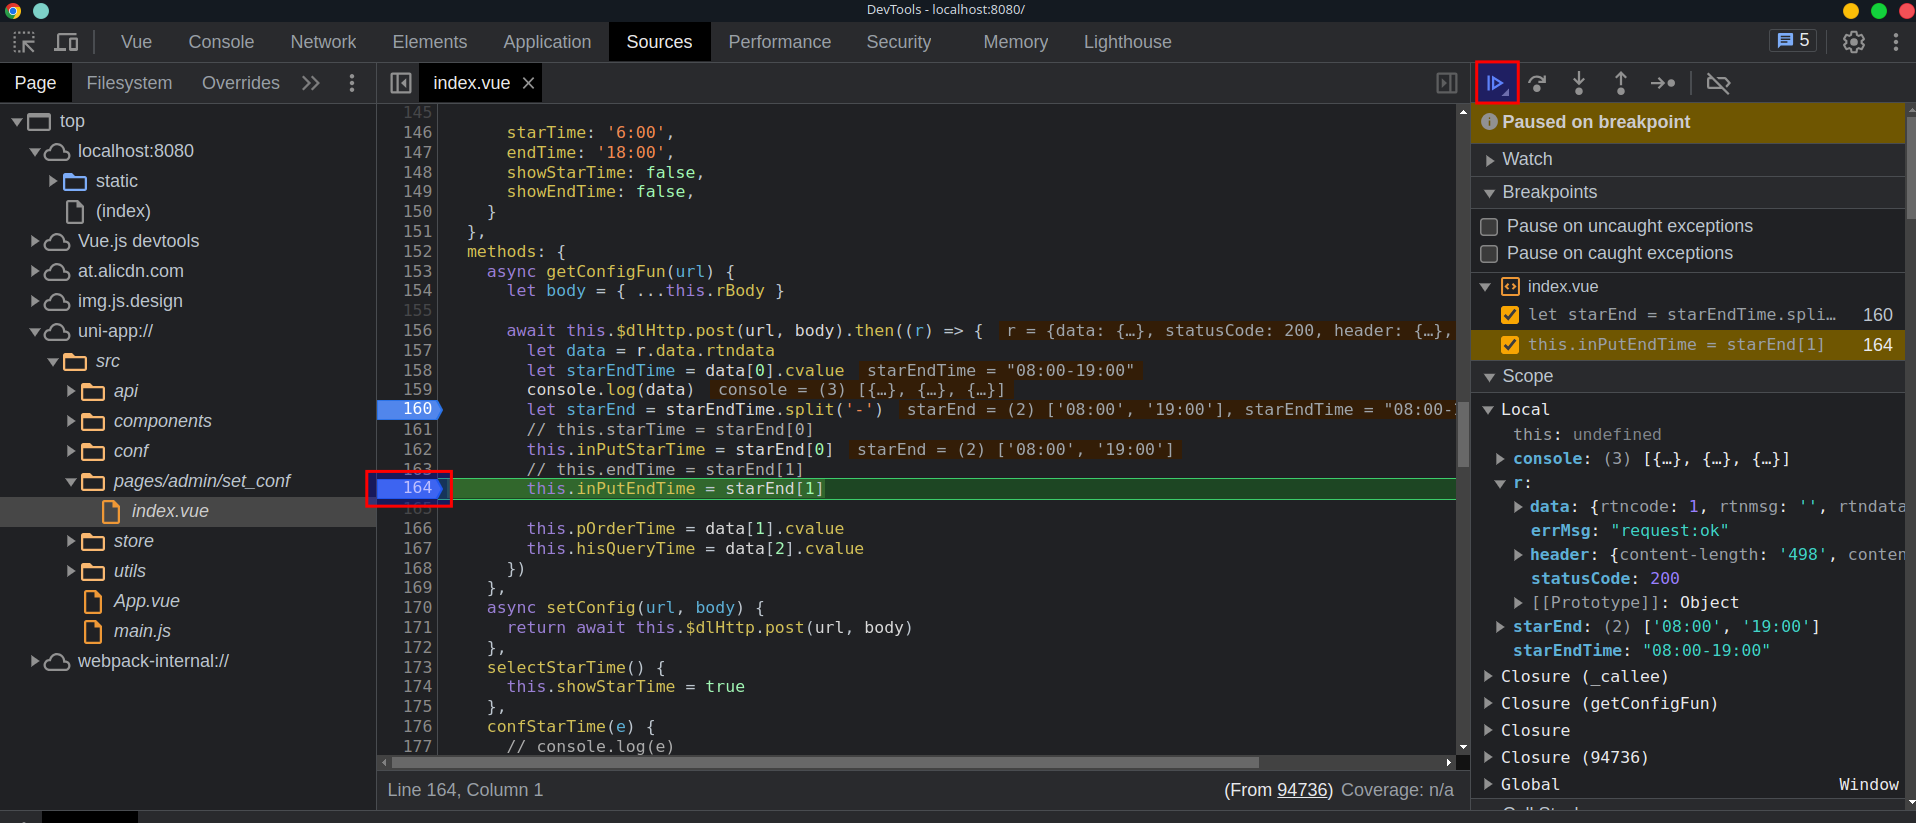 DevTools - localhost:8080/
Vue Console Network Elements Application Sources Performance Security Memory Lighthouse 5
Page Filesystem Overrides
index.vue
top
localhost:8080
static
(index)
Vue.js devtools
at.alicdn.com
img.js.design
uni-app://
src
api
components
conf
pages/admin/set_conf
index.vue
store
utils
App.vue
main.js
webpack-internal://
145
146 starTime: '6:00',
147 endTime: '18:00',
148 showStarTime: false,
149 showEndTime: false,
150 }
151 },
152 methods: {
153 async getConfigFun(url) {
154 let body = { ...this.rBody }
155
156 await this.$dlHttp.post(url, body).then((r) => { r = {data: {…}, statusCode: 200, header: {…},
157 let data = r.data.rtndata
158 let starEndTime = data[0].cvalue starEndTime = "08:00-19:00"
159 console.log(data) console = (3) [{…}, {…}, {…}]
160 let starEnd = starEndTime.split('-') starEnd = (2) ['08:00', '19:00'], starEndTime = "08:00-
161 // this.starTime = starEnd[0]
162 this.inPutStarTime = starEnd[0] starEnd = (2) ['08:00', '19:00']
163 // this.endTime = starEnd[1]
164 this.inPutEndTime = starEnd[1]
165
166 this.pOrderTime = data[1].cvalue
167 this.hisQueryTime = data[2].cvalue
168 })
169 },
170 async setConfig(url, body) {
171 return await this.$dlHttp.post(url, body)
172 },
173 selectStarTime() {
174 this.showStarTime = true
175 },
176 confStarTime(e) {
177 // console.log(e)
Line 164, Column 1
(From 94736) Coverage: n/a
Paused on breakpoint
Watch
Breakpoints
Pause on uncaught exceptions
Pause on caught exceptions
index.vue
let starEnd = starEndTime.spli… 160
this.inPutEndTime = starEnd[1] 164
Scope
Local
this: undefined
console: (3) [{…}, {…}, {…}]
r:
data: {rtncode: 1, rtnmsg: '', rtndata
errMsg: "request:ok"
header: {content-length: '498', conten
statusCode: 200
[[Prototype]]: Object
starEnd: (2) ['08:00', '19:00']
starEndTime: "08:00-19:00"
Closure (_callee)
Closure (getConfigFun)
Closure
Closure (94736)
Global Window